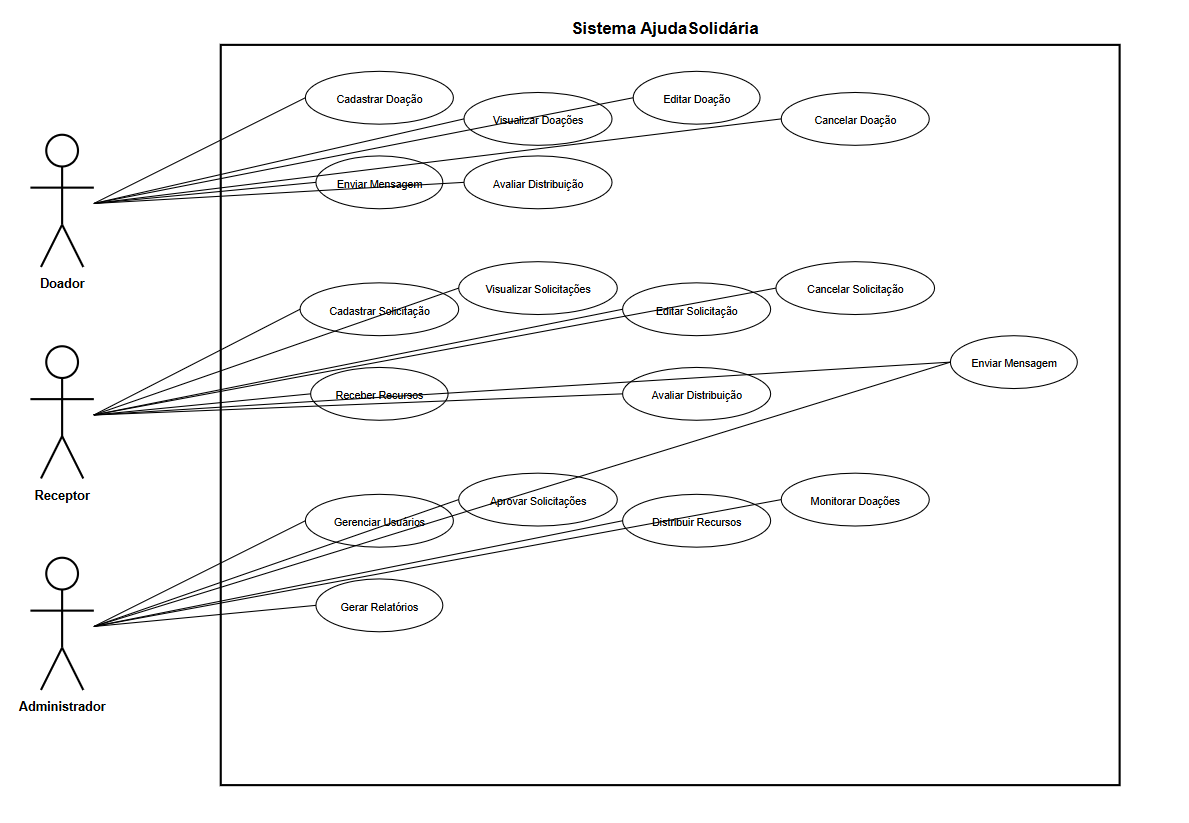 Sistema AjudaSolidária
Cadastrar Doação
Visualizar Doações
Editar Doação
Cancelar Doação
Enviar Mensagem
Avaliar Distribuição
Doador
Cadastrar Solicitação
Visualizar Solicitações
Editar Solicitação
Cancelar Solicitação
Enviar Mensagem
Receber Recursos
Avaliar Distribuição
Receptor
Gerenciar Usuários
Aprovar Solicitações
Distribuir Recursos
Monitorar Doações
Gerar Relatórios
Administrador